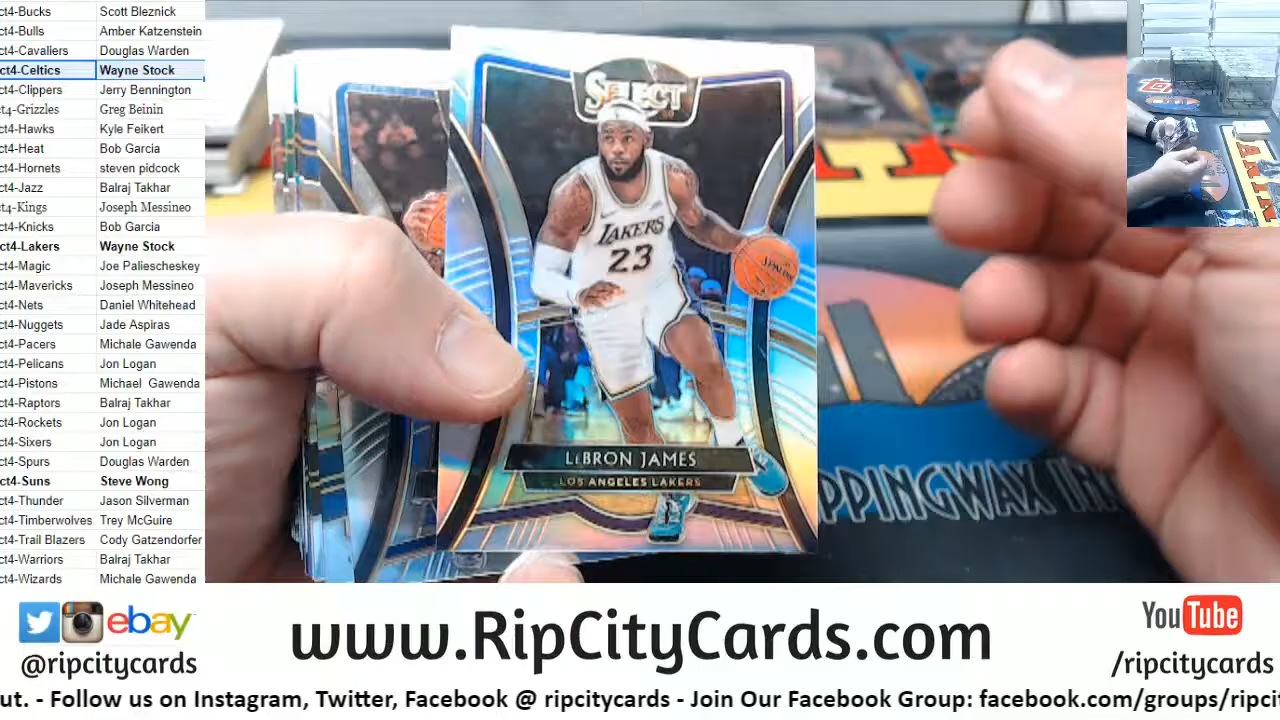 ct4-Bucks Scott Bleznick
ct4-Bulls Amber Katzenstein
ct4-Cavaliers Douglas Warden
ct4-Celtics Wayne Stock
ct4-Clippers Jerry Bennington
ct4-Grizzles Greg Beinin
ct4-Hawks Kyle Feikert
ct4-Heat Bob Garcia
ct4-Hornets steven pidcock
ct4-Jazz Balraj Takhar
ct4-Kings Joseph Messineo
ct4-Knicks Bob Garcia
ct4-Lakers Wayne Stock
ct4-Magic Joe Paliescheskey
ct4-Mavericks Joseph Messineo
ct4-Nets Daniel Whitehead
ct4-Nuggets Jade Aspiras
ct4-Pacers Michale Gawenda
ct4-Pelicans Jon Logan
ct4-Pistons Michael Gawenda
ct4-Raptors Balraj Takhar
ct4-Rockets Jon Logan
ct4-Sixers Jon Logan
ct4-Spurs Douglas Warden
ct4-Suns Steve Wong
ct4-Thunder Jason Silverman
ct4-Timberwolves Trey McGuire
ct4-Trail Blazers Cody Gatzendorfer
ct4-Warriors Balraj Takhar
ct4-Wizards Michale Gawenda
SELECT
LAKERS
23
SPALDING
LEBRON JAMES
LOS ANGELES LAKERS
PPINGWAX
ebay
@ripcitycards
www.RipCityCards.com
YouTube
/ripcitycards
ut. - Follow us on Instagram, Twitter, Facebook @ ripcitycards - Join Our Facebook Group: facebook.com/groups/ripci